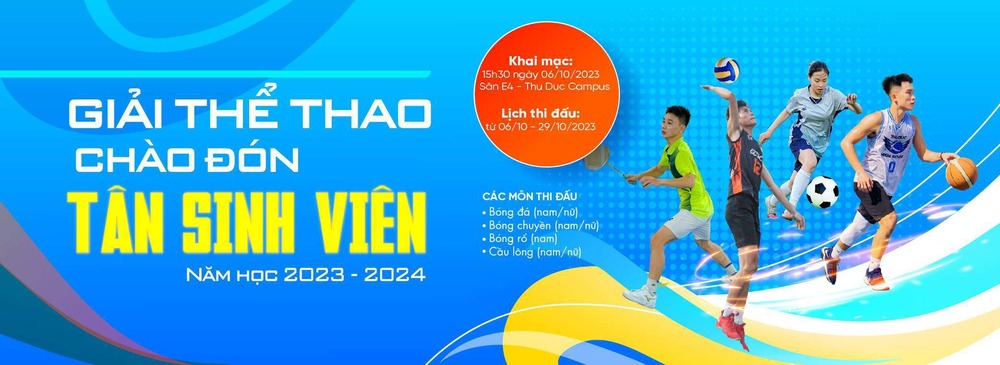 GIẢI THỂ THAO
CHÀO ĐÓN
TÂN SINH VIÊN
NĂM HỌC 2023 - 2024
Khai mạc:
15h30 ngày 06/10/2023
Sân E4 - Thu Duc Campus
Lịch thi đấu:
từ 06/10 - 29/10/2023
CÁC MÔN THI ĐẤU
• Bóng đá (nam/nữ)
• Bóng chuyền (nam/nữ)
• Bóng rổ (nam)
• Cầu lông (nam/nữ)
0